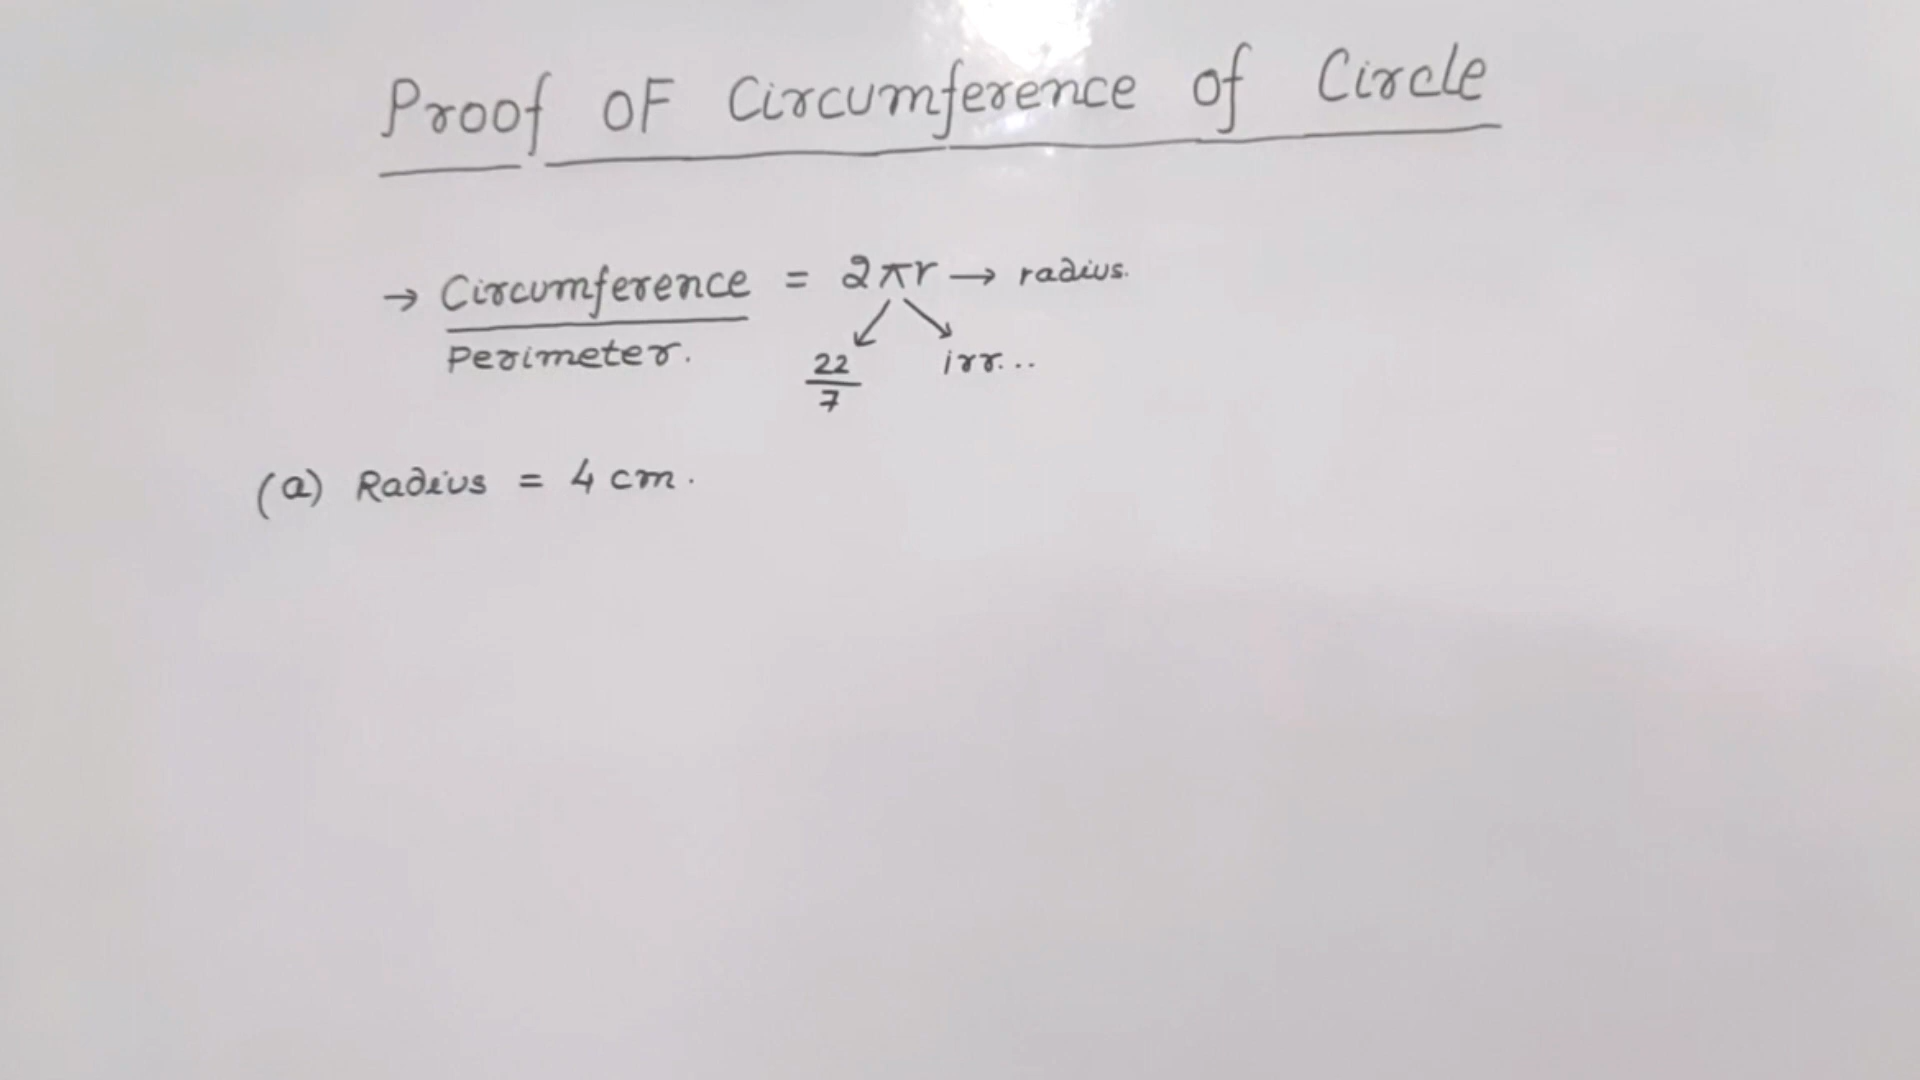 Proof OF Circumference of Circle
→ Circumference = 2πr → radius.
Perimeter.
22/7 irr...
(a) Radius = 4 cm.